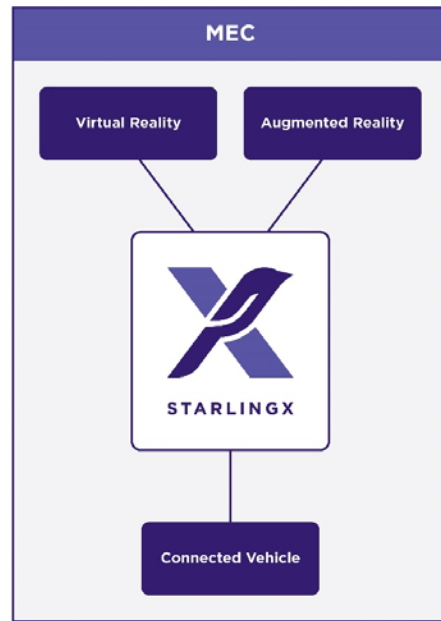 MEC
Virtual Reality
Augmented Reality
STARLINGX
Connected Vehicle